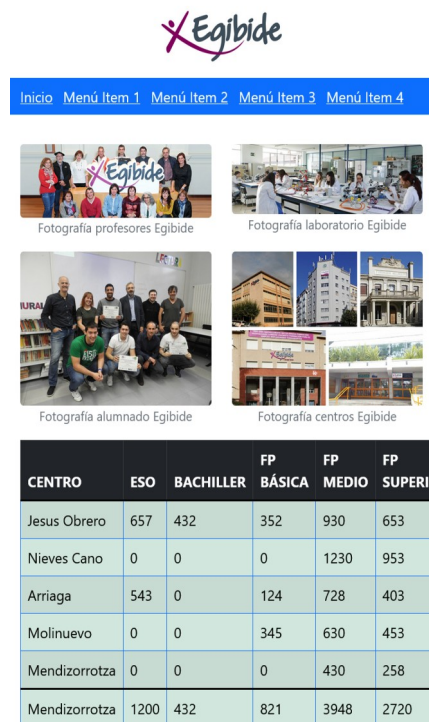 Egibide
Inicio Menú Item 1 Menú Item 2 Menú Item 3 Menú Item 4
Egibide
Fotografía profesores Egibide
Fotografía laboratorio Egibide
Fotografía alumnado Egibide
Fotografía centros Egibide
CENTRO ESO BACHILLER FP BÁSICA FP MEDIO FP SUPERI
Jesus Obrero 657 432 352 930 653
Nieves Cano 0 0 0 1230 953
Arriaga 543 0 124 728 403
Molinuevo 0 0 345 630 453
Mendizorrotza 0 0 0 430 258
Mendizorrotza 1200 432 821 3948 2720